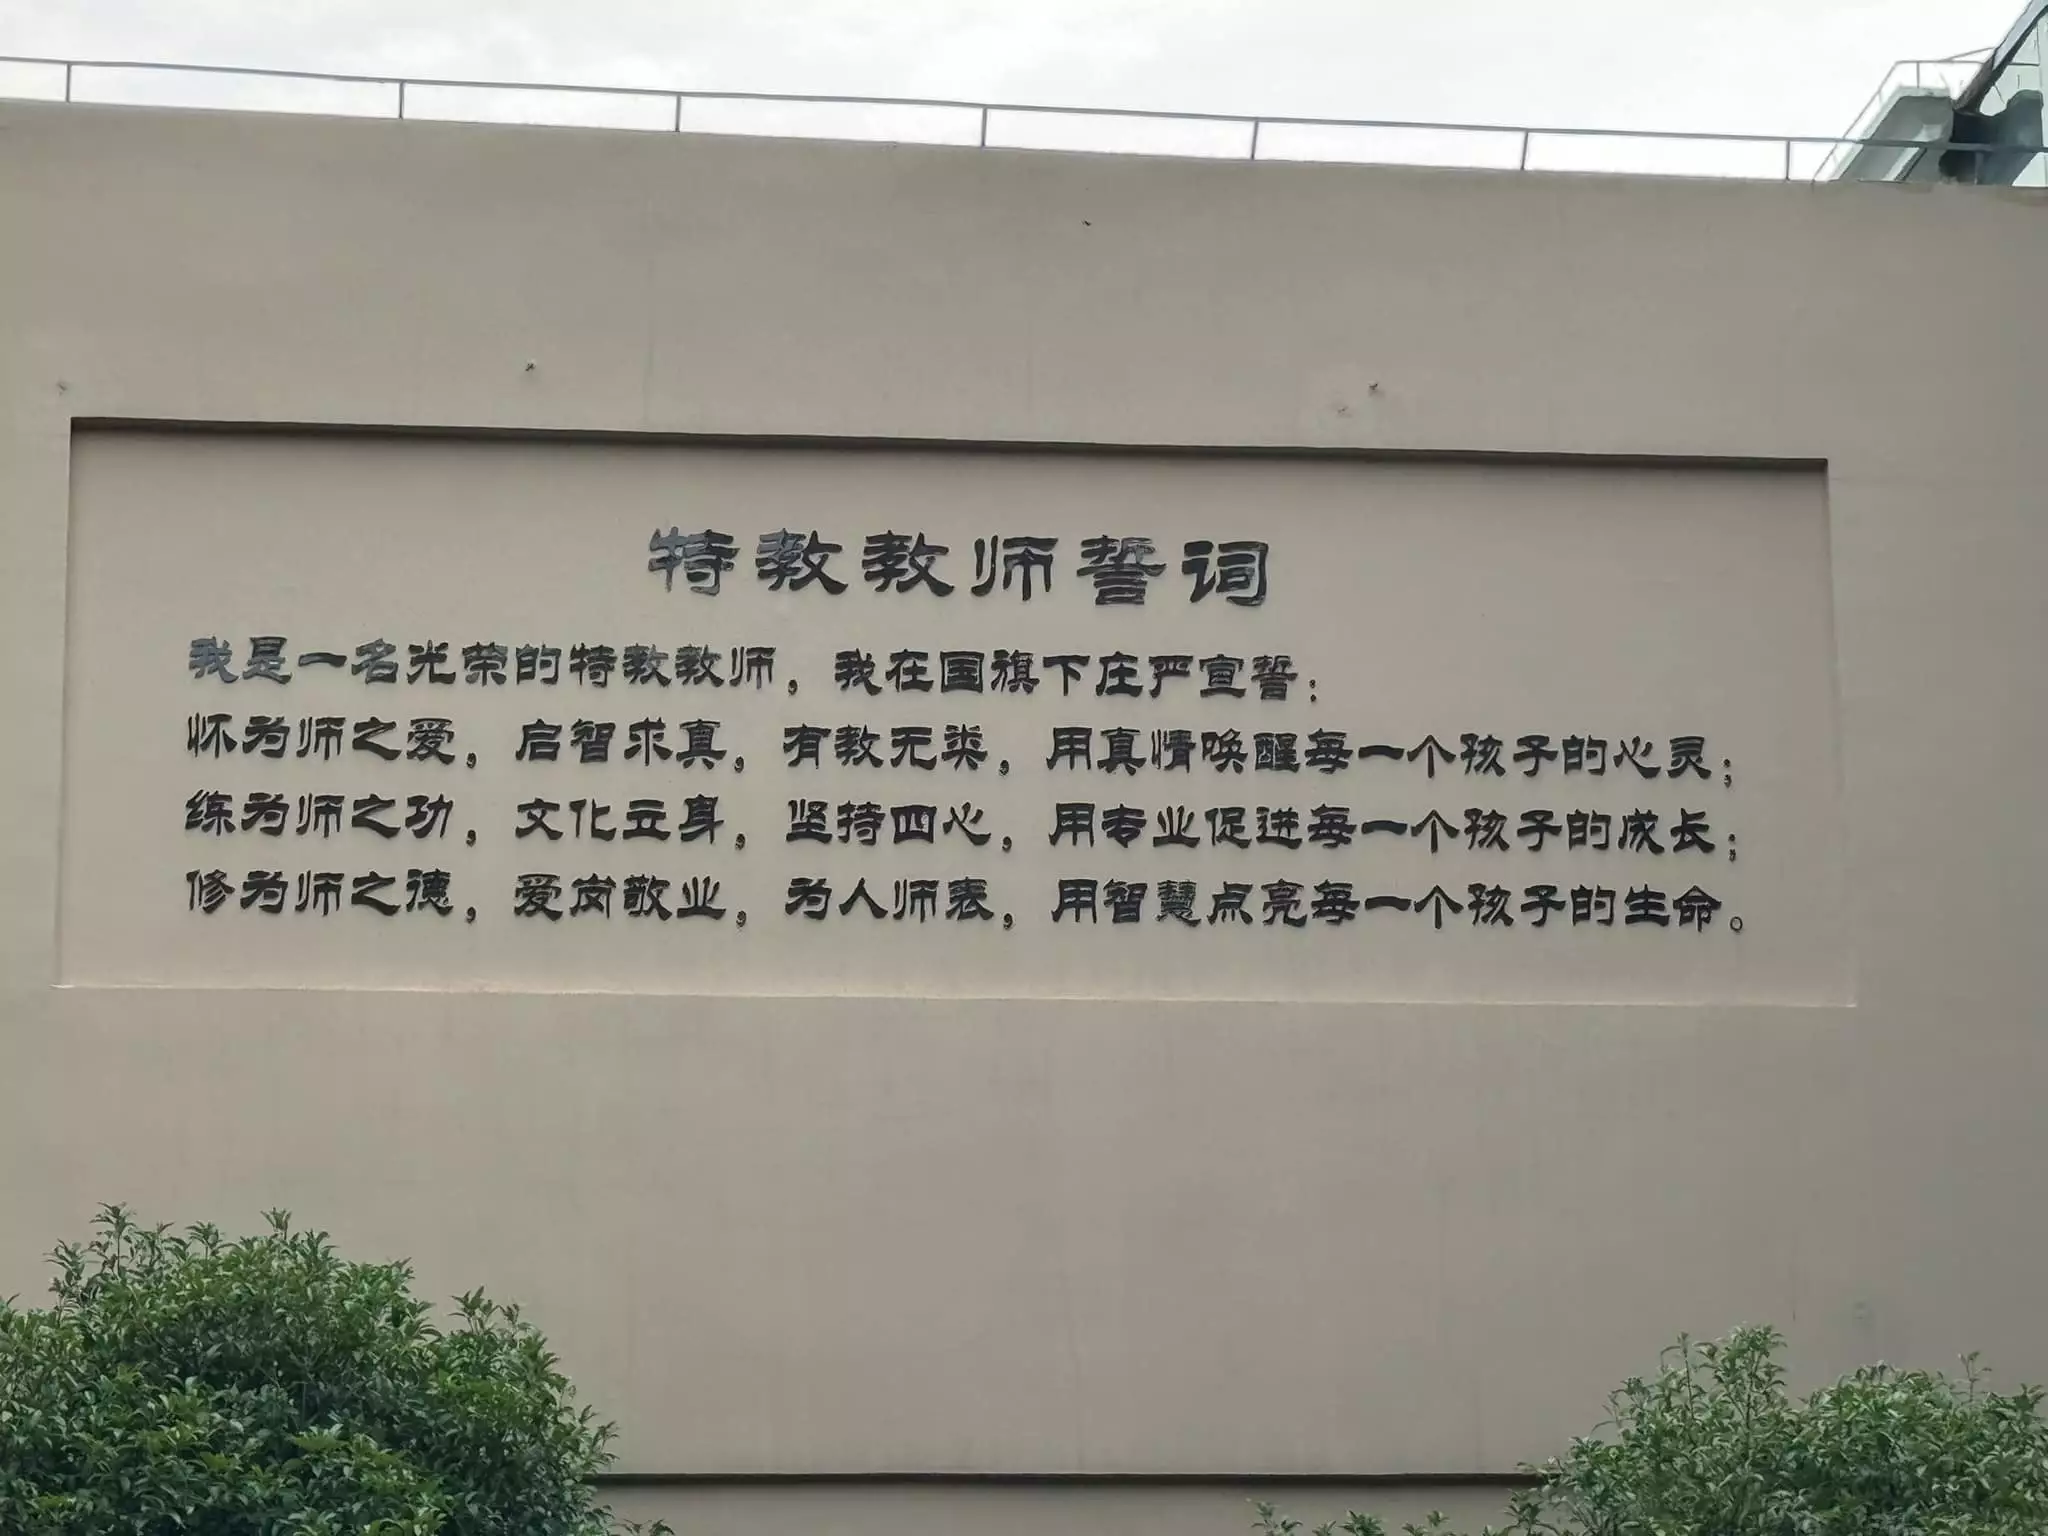 特教教师誓词
我是一名光荣的特教教师，我在国旗下庄严宣誓：
怀为师之爱，启智求真，有教无类，用真情唤醒每一个孩子的心灵；
练为师之功，文化立身，坚持四心，用专业促进每一个孩子的成长；
修为师之德，爱岗敬业，为人师表，用智慧点亮每一个孩子的生命。